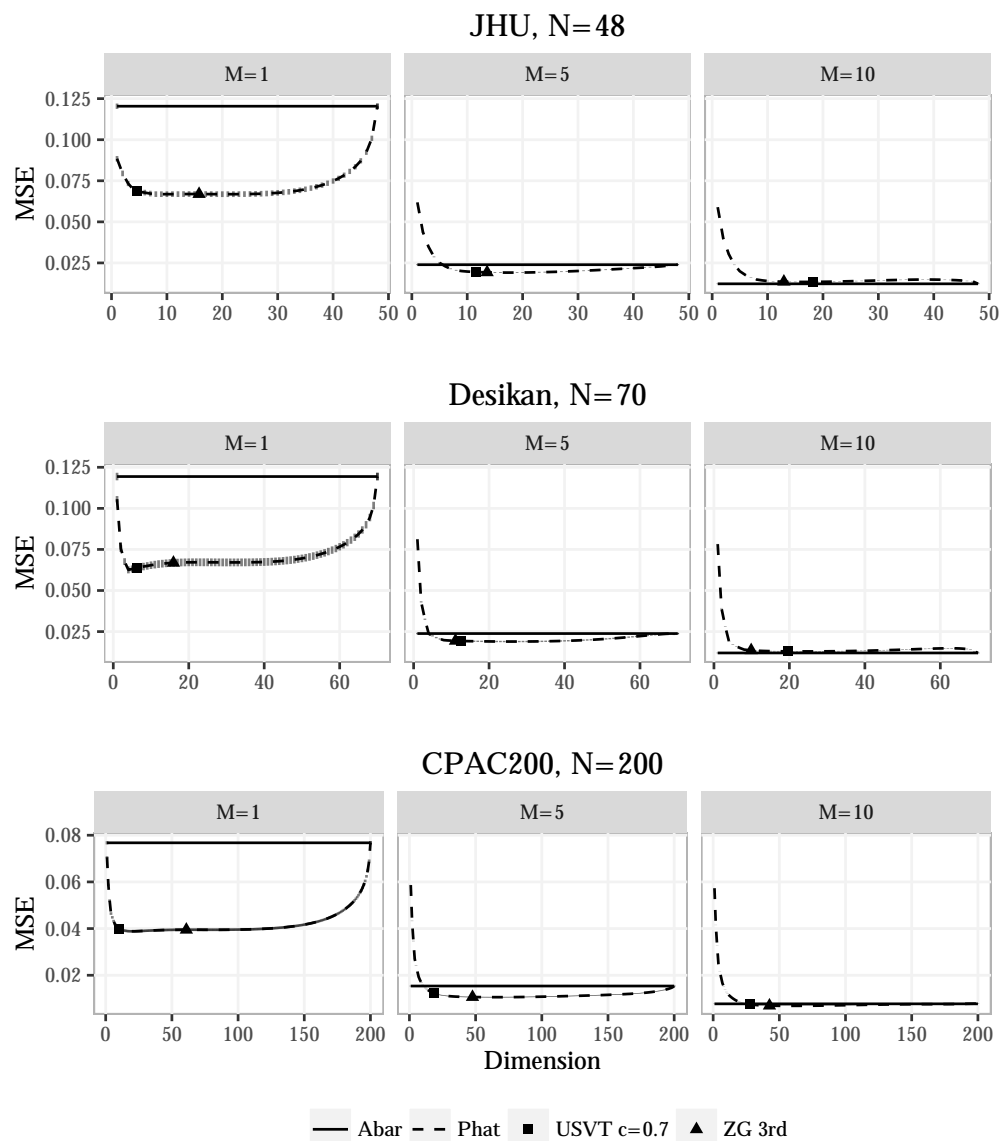 JHU, N=48
M=1 M=5 M=10
0.125
0.100
0.075
0.050
0.025
MSE
0 10 20 30 40 50 0 10 20 30 40 50 0 10 20 30 40 50
Desikan, N=70
M=1 M=5 M=10
0.125
0.100
0.075
0.050
0.025
MSE
0 20 40 60 0 20 40 60 0 20 40 60
CPAC200, N=200
M=1 M=5 M=10
0.08
0.06
0.04
0.02
MSE
0 50 100 150 200 0 50 100 150 200 0 50 100 150 200
Dimension
Abar Phat USVT c=0.7 ZG 3rd